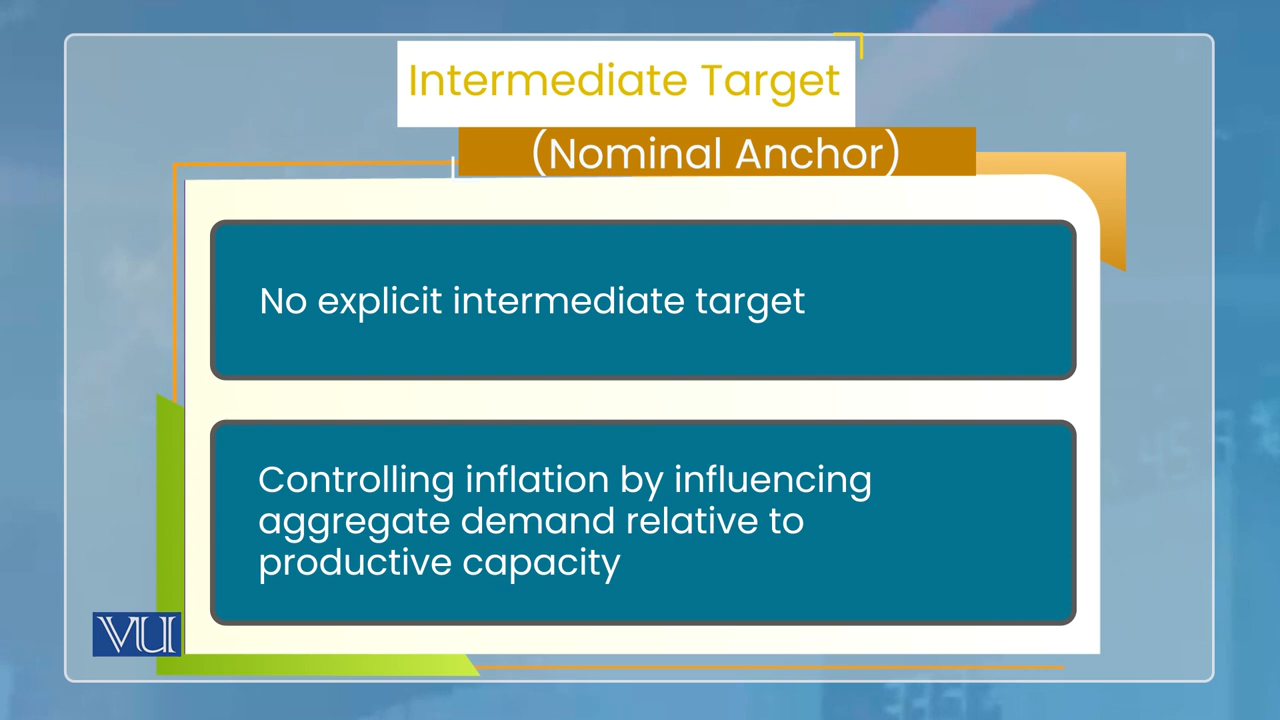 Intermediate Target
(Nominal Anchor)
No explicit intermediate target
Controlling inflation by influencing
aggregate demand relative to
productive capacity
VU